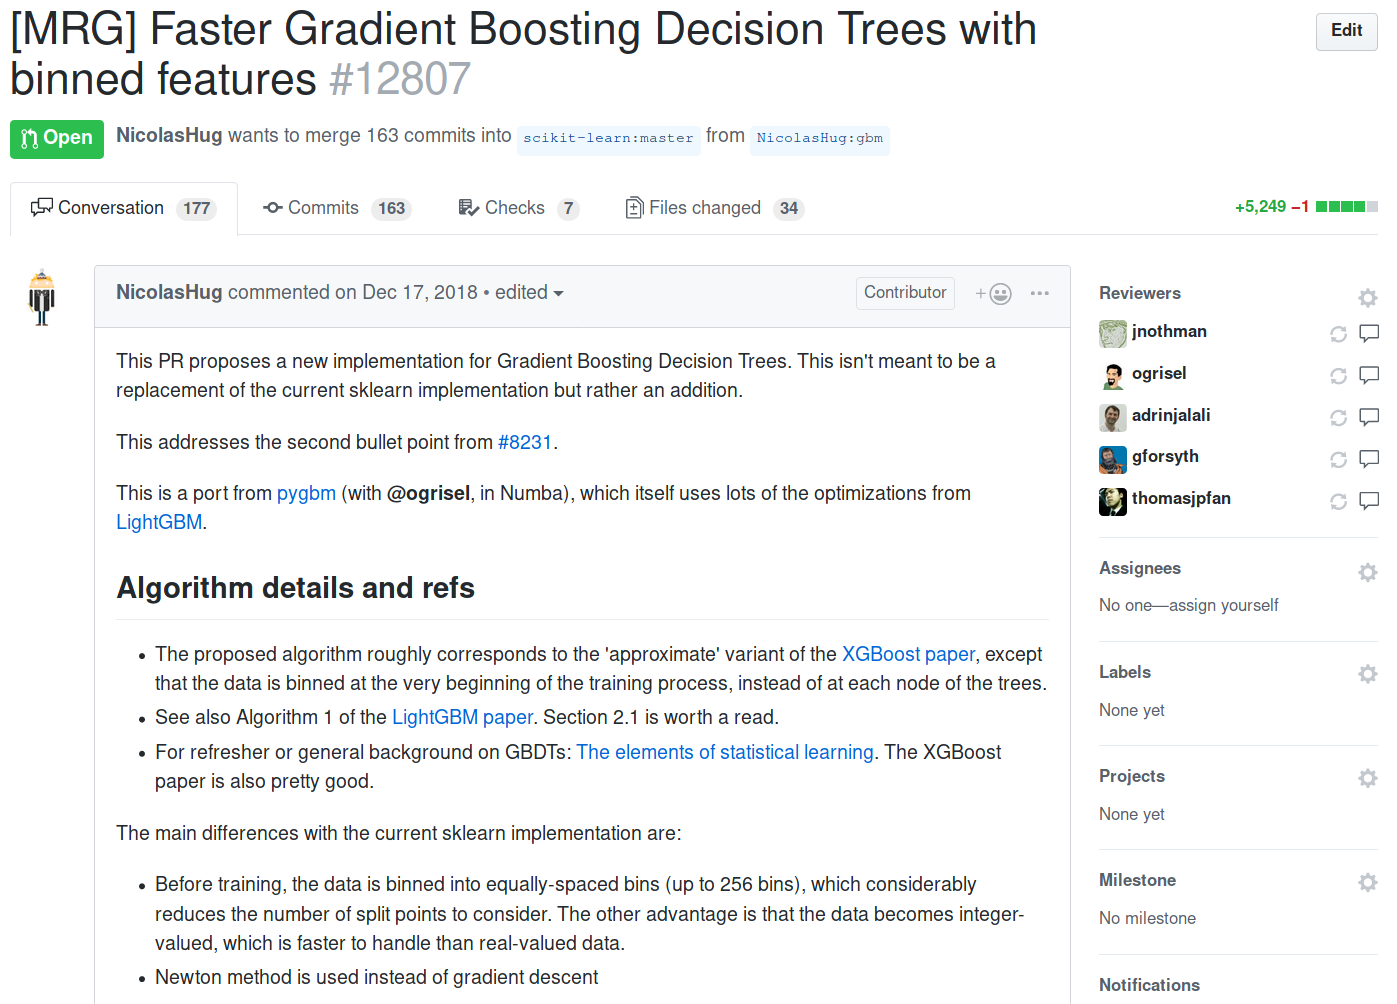 [MRG] Faster Gradient Boosting Decision Trees with
binned features #12807
Edit
Open NicolasHug wants to merge 163 commits into scikit-learn:master from NicolasHug:gbm
Conversation 177 Commits 163 Checks 7 Files changed 34 +5,249 −1
NicolasHug commented on Dec 17, 2018 • edited
Contributor
This PR proposes a new implementation for Gradient Boosting Decision Trees. This isn't meant to be a
replacement of the current sklearn implementation but rather an addition.
This addresses the second bullet point from #8231.
This is a port from pygbm (with @ogrisel, in Numba), which itself uses lots of the optimizations from
LightGBM.
Algorithm details and refs
• The proposed algorithm roughly corresponds to the 'approximate' variant of the XGBoost paper, except
that the data is binned at the very beginning of the training process, instead of at each node of the trees.
• See also Algorithm 1 of the LightGBM paper. Section 2.1 is worth a read.
• For refresher or general background on GBDTs: The elements of statistical learning. The XGBoost
paper is also pretty good.
The main differences with the current sklearn implementation are:
• Before training, the data is binned into equally-spaced bins (up to 256 bins), which considerably
reduces the number of split points to consider. The other advantage is that the data becomes integer-
valued, which is faster to handle than real-valued data.
• Newton method is used instead of gradient descent
Reviewers
jnothman
ogrisel
adrinjalali
gforsyth
thomasjpfan
Assignees
No one—assign yourself
Labels
None yet
Projects
None yet
Milestone
No milestone
Notifications